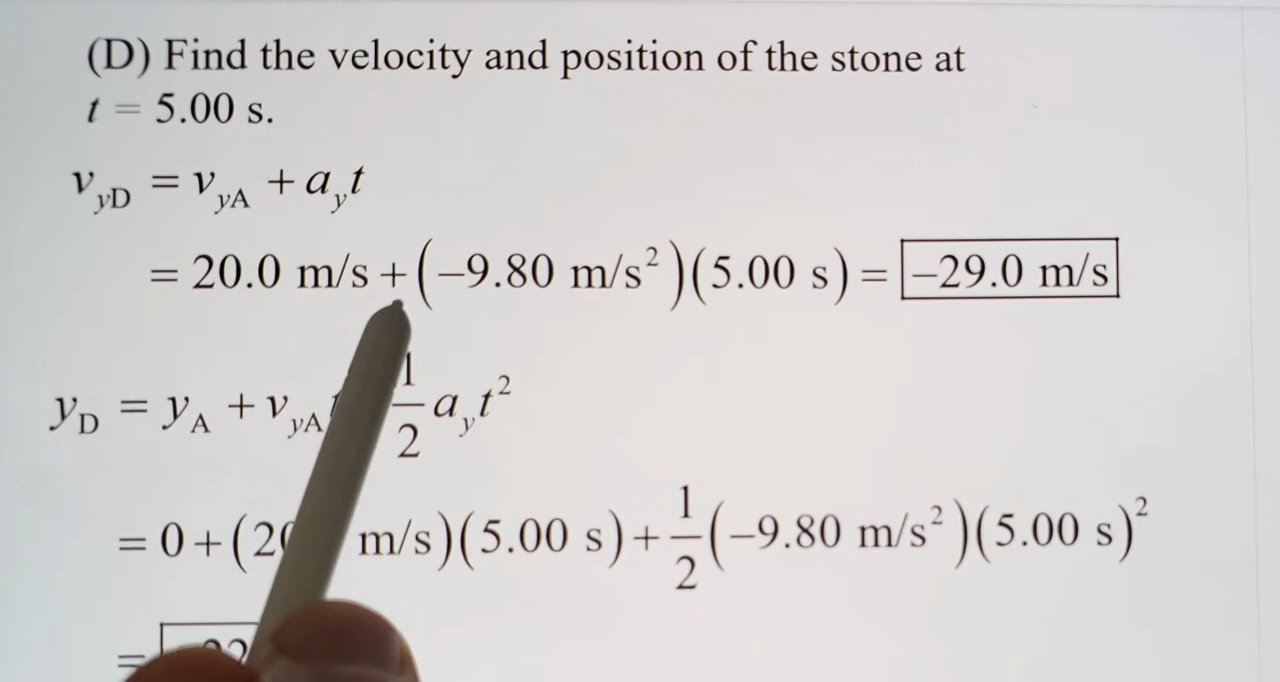 (D) Find the velocity and position of the stone at
t = 5.00 s.
v_yD = v_yA + a_y t
= 20.0 m/s + (−9.80 m/s²)(5.00 s) = −29.0 m/s
y_D = y_A + v_yA 1/2 a_y t²
= 0 + (2 m/s)(5.00 s) + 1/2 (−9.80 m/s²)(5.00 s)²
=